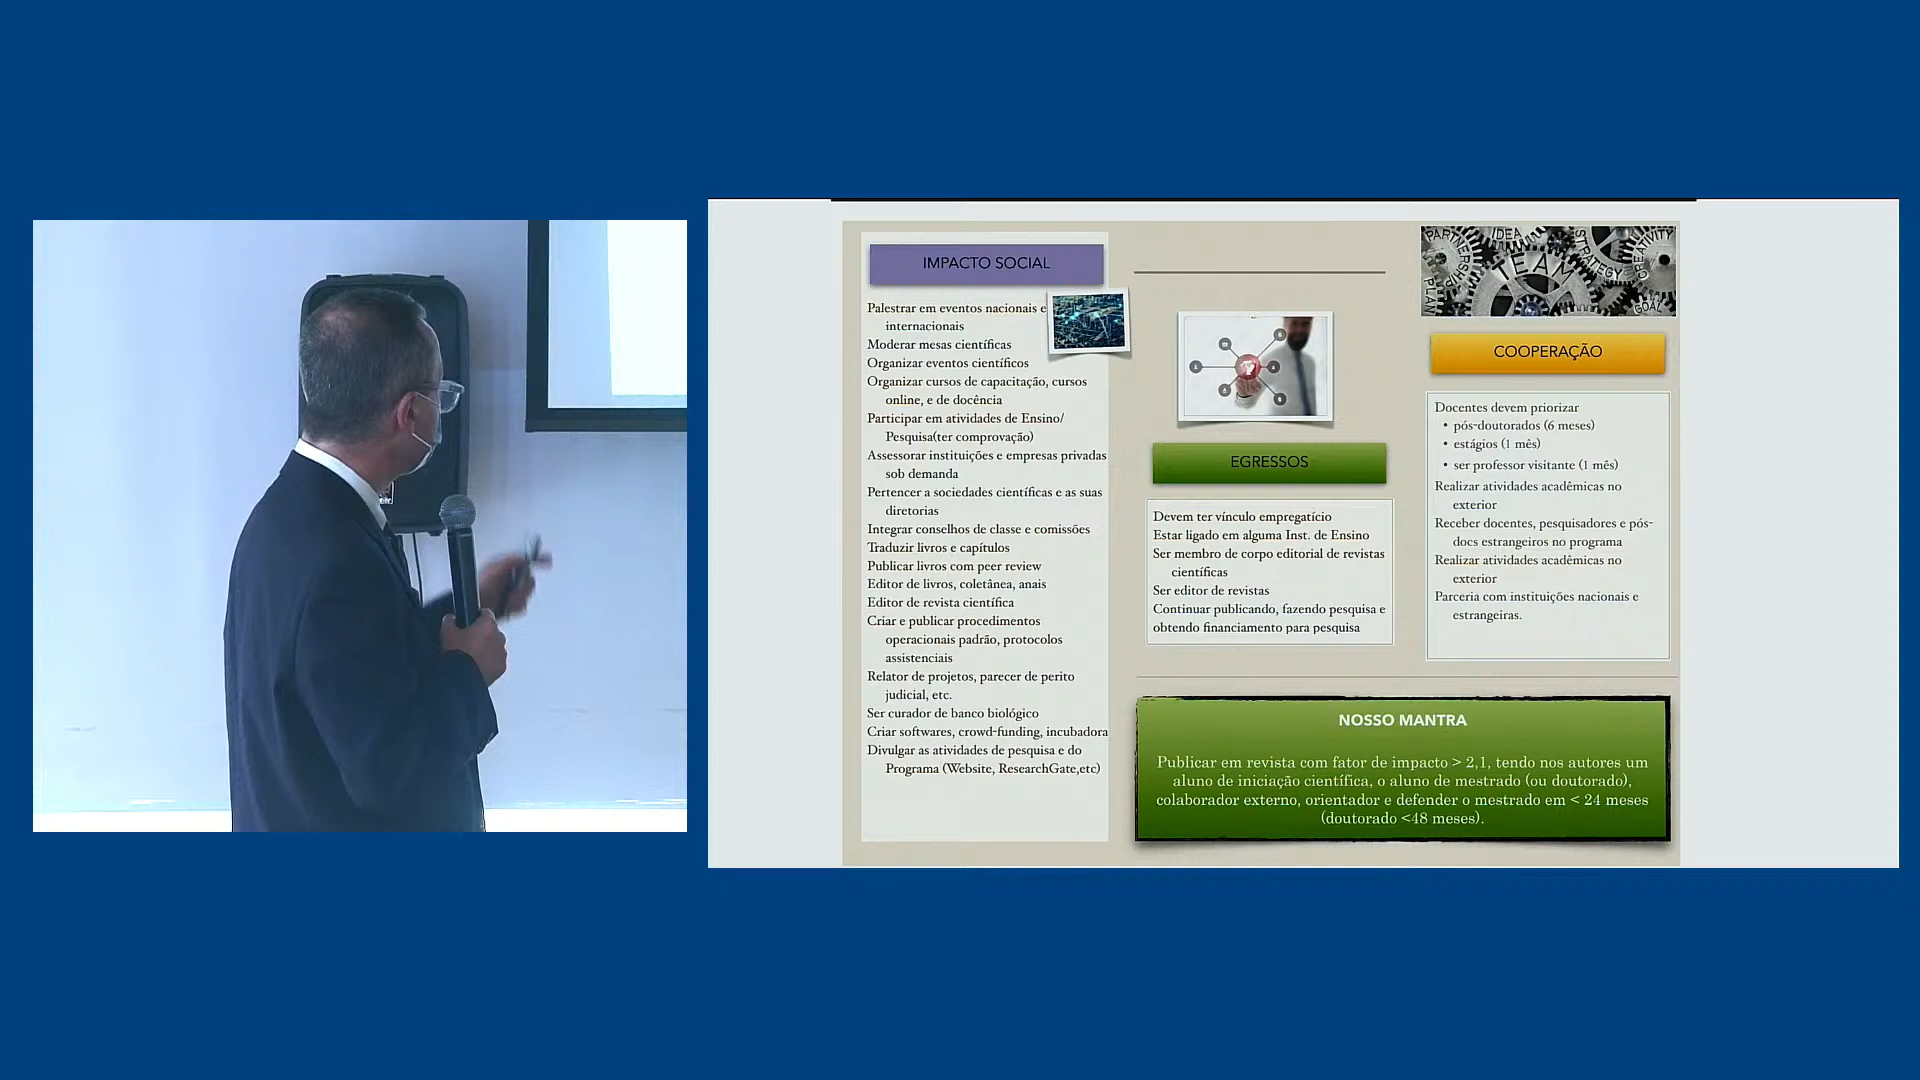 IMPACTO SOCIAL
Palestrar em eventos nacionais e
internacionais
Moderar mesas científicas
Organizar eventos científicos
Organizar cursos de capacitação, cursos
online, e de docência
Participar em atividades de Ensino/
Pesquisa(ter comprovação)
Assessorar instituições e empresas privadas
sob demanda
Pertencer a sociedades científicas e as suas
diretorias
Integrar conselhos de classe e comissões
Traduzir livros e capítulos
Publicar livros com peer review
Editor de livros, coletânea, anais
Editor de revista científica
Criar e publicar procedimentos
operacionais padrão, protocolos
assistenciais
Relator de projetos, parecer de perito
judicial, etc.
Ser curador de banco biológico
Criar softwares, crowd-funding, incubadora
Divulgar as atividades de pesquisa e do
Programa (Website, ResearchGate,etc)
EGRESSOS
Devem ter vínculo empregatício
Estar ligado em alguma Inst. de Ensino
Ser membro de corpo editorial de revistas
científicas
Ser editor de revistas
Continuar publicando, fazendo pesquisa e
obtendo financiamento para pesquisa
PARTNERSHIP
IDEA
STRATEGY
CREATIVITY
TEAM
PLAN
GOAL
COOPERAÇÃO
Docentes devem priorizar
• pós-doutorados (6 meses)
• estágios (1 mês)
• ser professor visitante (1 mês)
Realizar atividades acadêmicas no
exterior
Receber docentes, pesquisadores e pós-
docs estrangeiros no programa
Realizar atividades acadêmicas no
exterior
Parceria com instituições nacionais e
estrangeiras.
NOSSO MANTRA
Publicar em revista com fator de impacto > 2,1, tendo nos autores um
aluno de iniciação científica, o aluno de mestrado (ou doutorado),
colaborador externo, orientador e defender o mestrado em < 24 meses
(doutorado <48 meses).